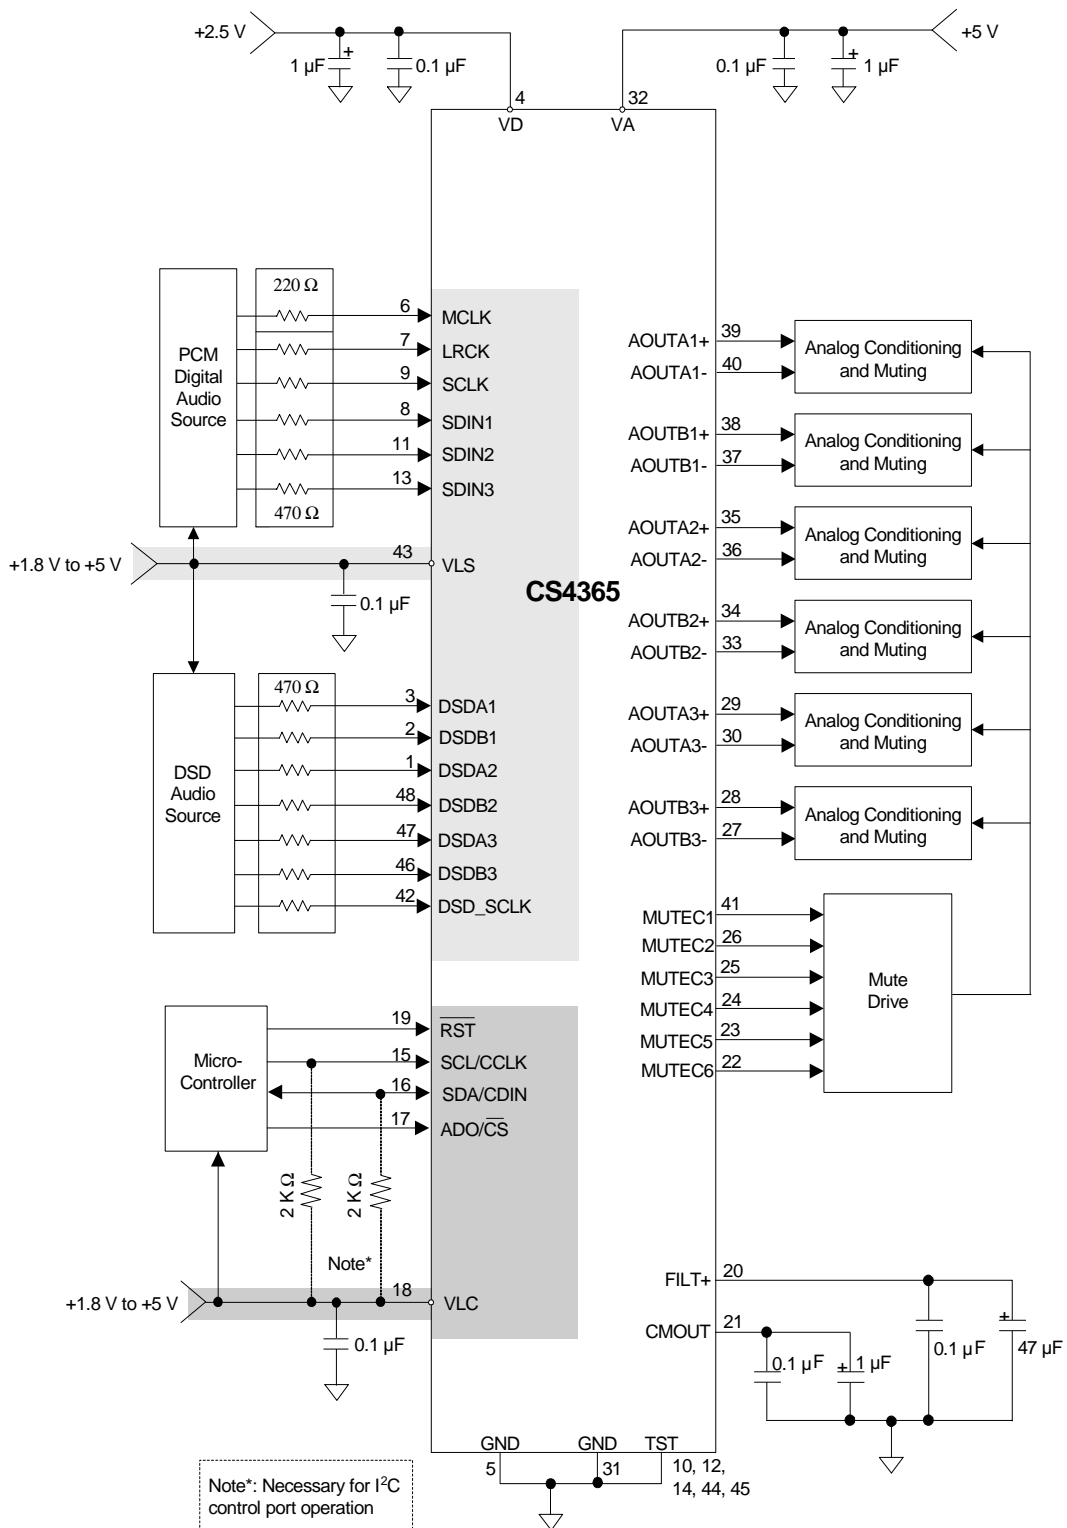 +2.5 V
1 µF
+
0.1 µF
0.1 µF
+
1 µF
+5 V
4
VD
32
VA
PCM
Digital
Audio
Source
220 Ω
470 Ω
6
MCLK
7
LRCK
9
SCLK
8
SDIN1
11
SDIN2
13
SDIN3
+1.8 V to +5 V
43
VLS
0.1 µF
CS4365
DSD
Audio
Source
470 Ω
3
DSDA1
2
DSDB1
1
DSDA2
48
DSDB2
47
DSDA3
46
DSDB3
42
DSD_SCLK
Micro-
Controller
19
RST
15
SCL/CCLK
16
SDA/CDIN
17
ADO/CS
2 K Ω
2 K Ω
Note*
+1.8 V to +5 V
18
VLC
0.1 µF
AOUTA1+
39
AOUTA1-
40
Analog Conditioning
and Muting
AOUTB1+
38
AOUTB1-
37
Analog Conditioning
and Muting
AOUTA2+
35
AOUTA2-
36
Analog Conditioning
and Muting
AOUTB2+
34
AOUTB2-
33
Analog Conditioning
and Muting
AOUTA3+
29
AOUTA3-
30
Analog Conditioning
and Muting
AOUTB3+
28
AOUTB3-
27
Analog Conditioning
and Muting
MUTEC1
41
MUTEC2
26
MUTEC3
25
MUTEC4
24
MUTEC5
23
MUTEC6
22
Mute
Drive
FILT+
20
CMOUT
21
0.1 µF
+
1 µF
0.1 µF
+
47 µF
GND
5
GND
31
TST
10, 12,
14, 44, 45
Note*: Necessary for I²C
control port operation